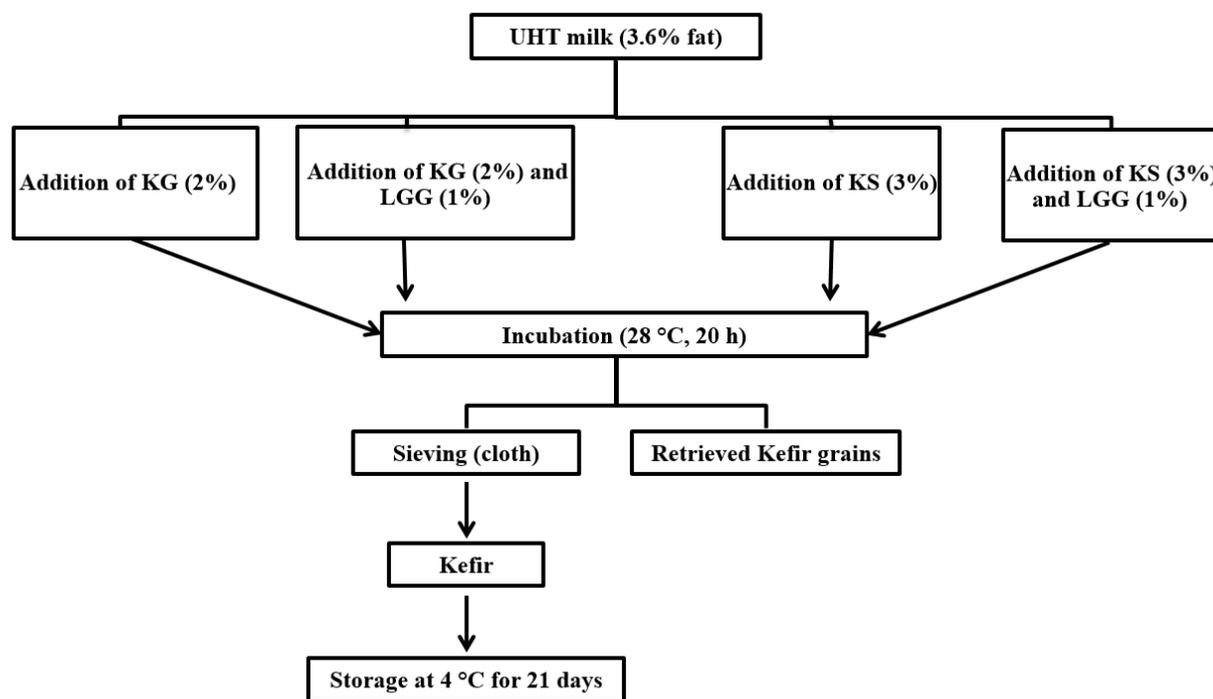 UHT milk (3.6% fat)
Addition of KG (2%)
Addition of KG (2%) and
LGG (1%)
Addition of KS (3%)
Addition of KS (3%)
and LGG (1%)
Incubation (28 °C, 20 h)
Sieving (cloth)
Retrieved Kefir grains
Kefir
Storage at 4 °C for 21 days